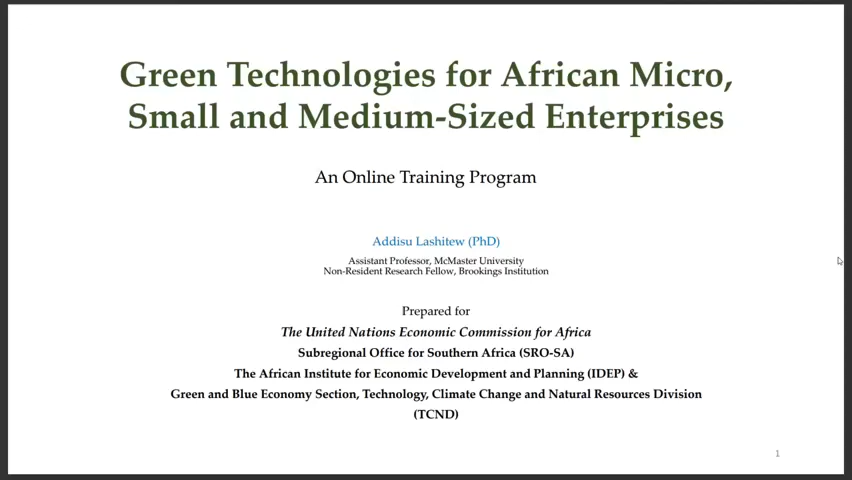 Green Technologies for African Micro,
Small and Medium-Sized Enterprises
An Online Training Program
Addisu Lashitew (PhD)
Assistant Professor, McMaster University
Non-Resident Research Fellow, Brookings Institution
Prepared for
The United Nations Economic Commission for Africa
Subregional Office for Southern Africa (SRO-SA)
The African Institute for Economic Development and Planning (IDEP) &
Green and Blue Economy Section, Technology, Climate Change and Natural Resources Division
(TCND)
1